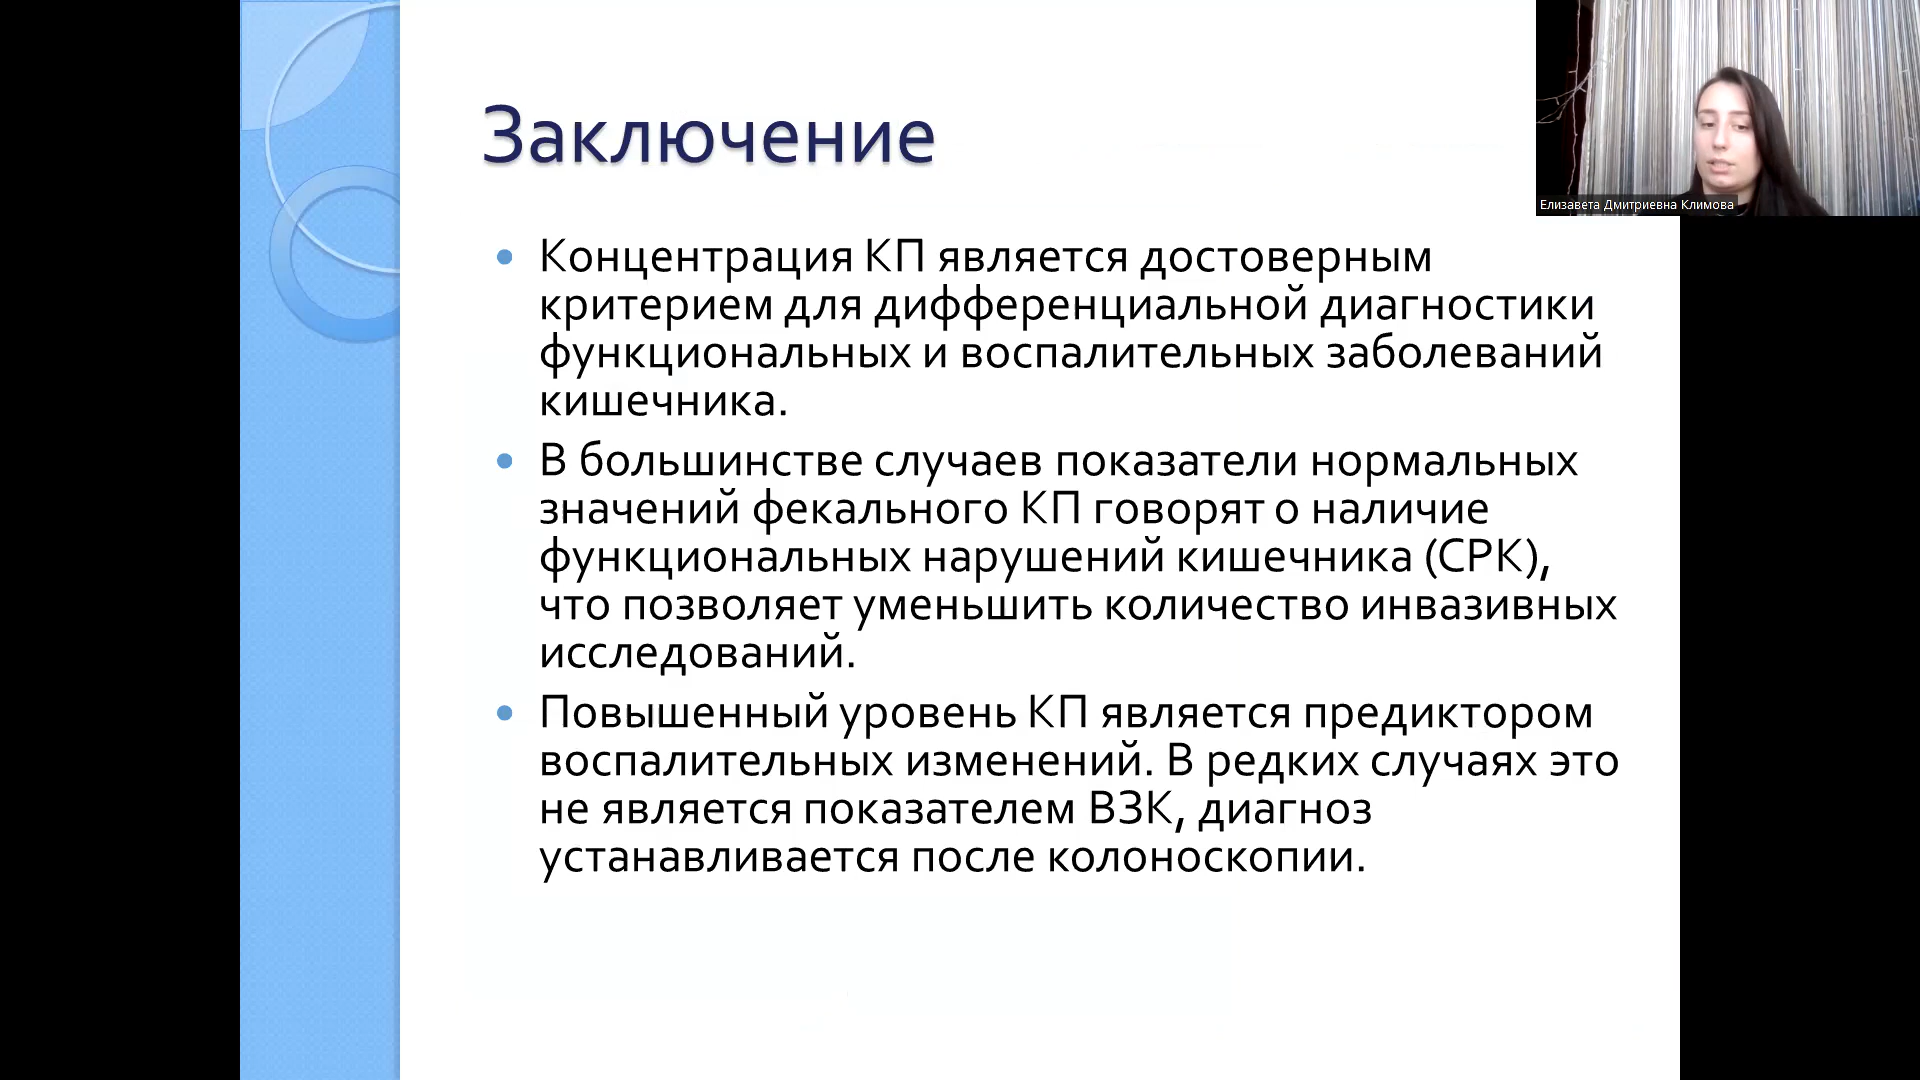 Заключение
Елизавета Дмитриевна Климова
Концентрация КП является достоверным
критерием для дифференциальной диагностики
функциональных и воспалительных заболеваний
кишечника.
В большинстве случаев показатели нормальных
значений фекального КП говорят о наличие
функциональных нарушений кишечника (СРК),
что позволяет уменьшить количество инвазивных
исследований.
Повышенный уровень КП является предиктором
воспалительных изменений. В редких случаях это
не является показателем ВЗК, диагноз
устанавливается после колоноскопии.